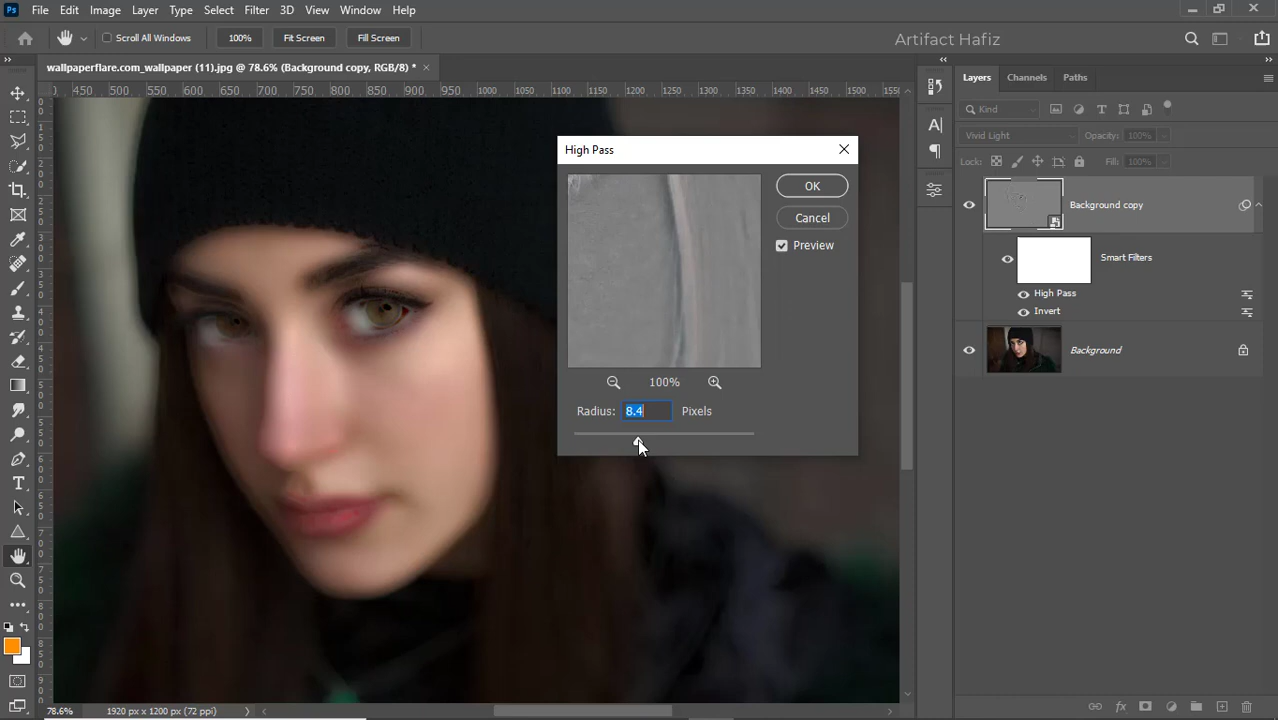 Ps File Edit Image Layer Type Select Filter 3D View Window Help
Scroll All Windows 100% Fit Screen Fill Screen Artifact Hafiz
wallpaperflare.com_wallpaper (11).jpg @ 78.6% (Background copy, RGB/8) *
Layers Channels Paths
450 500 550 600 650 700 750 800 850 900 950 1000 1050 1100 1150 1200 1250 1300 1350 1400 1450 1500
Kind
Vivid Light Opacity: 100%
High Pass
Lock: Fill: 100%
OK
Background copy
Cancel
Preview
Smart Filters
High Pass
Invert
Background
100%
Radius: 8.4 Pixels
78.6% 1920 px x 1200 px (72 ppi)